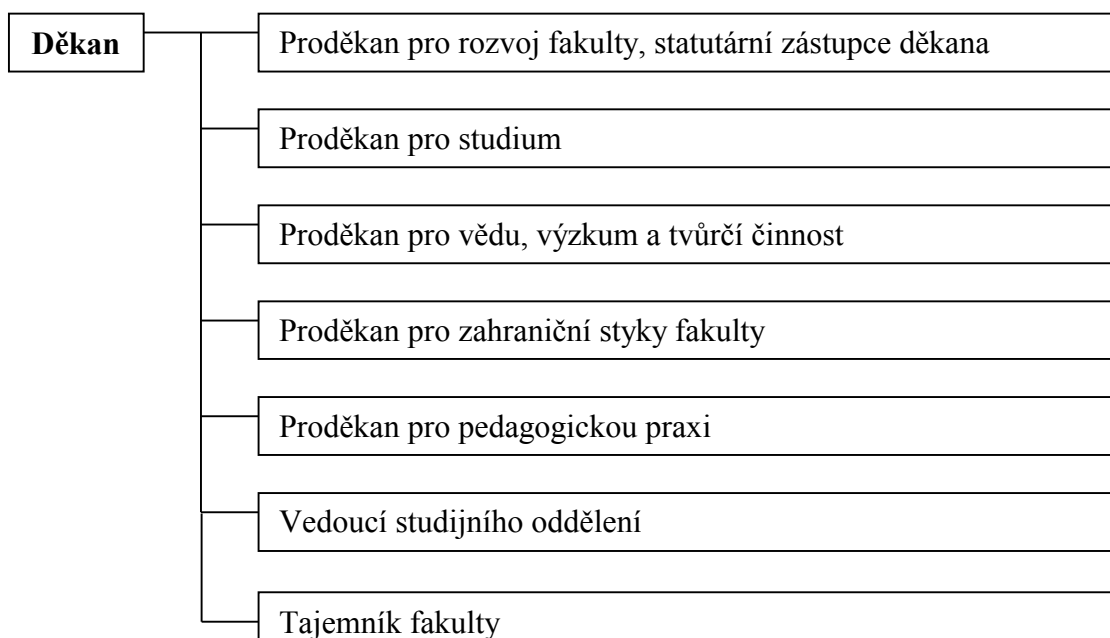 Děkan
Proděkan pro rozvoj fakulty, statutární zástupce děkana
Proděkan pro studium
Proděkan pro vědu, výzkum a tvůrčí činnost
Proděkan pro zahraniční styky fakulty
Proděkan pro pedagogickou praxi
Vedoucí studijního oddělení
Tajemník fakulty